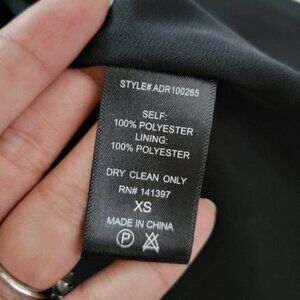 STYLE# ADR100265
SELF:
100% POLYESTER
LINING:
100% POLYESTER
DRY CLEAN ONLY
RN# 141397
XS
MADE IN CHINA
P